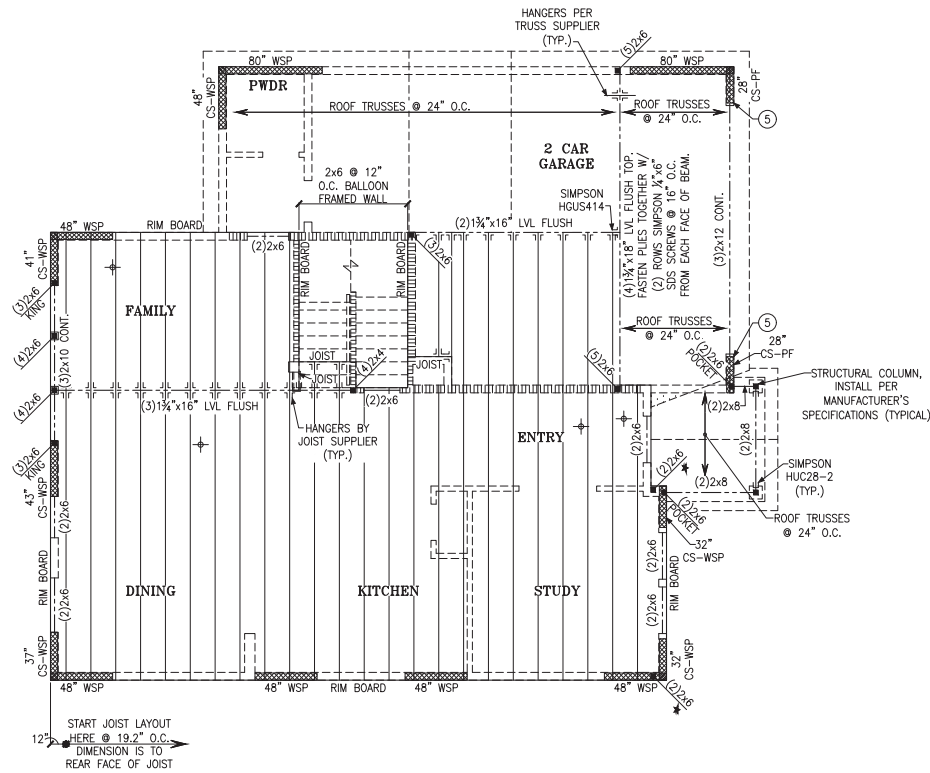 HANGERS PER
TRUSS SUPPLIER
(TYP.)
(5)2x6
80" WSP
80" WSP
48"
CS-WSP
PWDR
28"
CS-PF
ROOF TRUSSES @ 24" O.C.
ROOF TRUSSES
@ 24" O.C.
5
2 CAR
GARAGE
2x6 @ 12"
O.C. BALLOON
FRAMED WALL
SIMPSON
HGUS414
(4)1¾"x18" LVL FLUSH TOP.
FASTEN PLIES TOGETHER W/
(2) ROWS SIMPSON ¼"x6"
SDS SCREWS @ 16" O.C.
FROM EACH FACE OF BEAM.
(3)2x12 CONT.
48" WSP
RIM BOARD
(2)2x6
(2)1¾"x16" LVL FLUSH
(3)2x6
41"
CS-WSP
RIM BOARD
RIM BOARD
(3)2x6
KING
FAMILY
(4)2x6
(3)2x10 CONT.
ROOF TRUSSES
@ 24" O.C.
5
28"
CS-PF
(2)2x6
POCKET
STRUCTURAL COLUMN,
INSTALL PER
MANUFACTURER'S
SPECIFICATIONS (TYPICAL)
JOIST
JOIST
JOIST
(4)2x4
(5)2x6
(4)2x6
(3)1¾"x16" LVL FLUSH
(2)2x6
(2)2x8
HANGERS BY
JOIST SUPPLIER
(TYP.)
ENTRY
(2)2x6
(2)2x8
(3)2x6
KING
(2)2x6
(2)2x8
SIMPSON
HUC28-2
(TYP.)
43"
CS-WSP
(2)2x6
(2)2x6
POCKET
ROOF TRUSSES
@ 24" O.C.
32"
CS-WSP
RIM BOARD
(2)2x6
(2)2x6
RIM BOARD
DINING
KITCHEN
STUDY
(2)2x6
37"
CS-WSP
32"
CS-WSP
48" WSP
48" WSP
RIM BOARD
48" WSP
48" WSP
(2)2x6
12"
START JOIST LAYOUT
HERE @ 19.2" O.C.
DIMENSION IS TO
REAR FACE OF JOIST